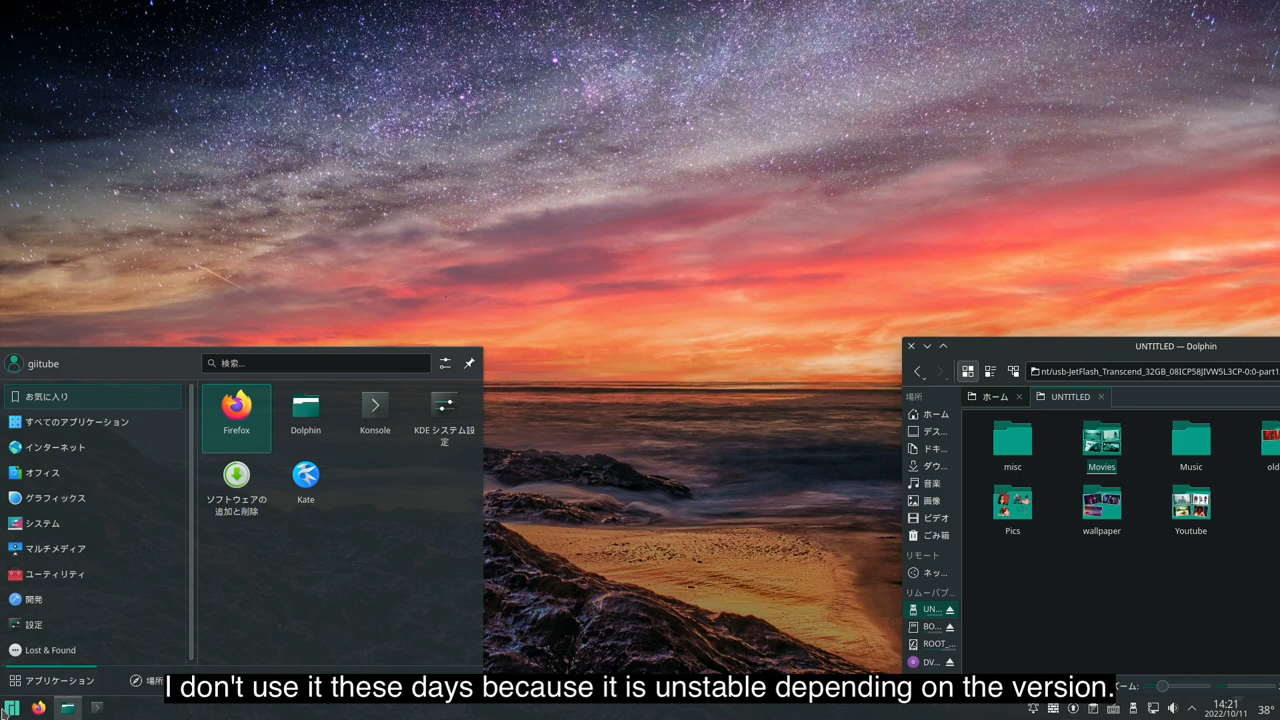 giitube
検索...
お気に入り
すべてのアプリケーション
インターネット
オフィス
グラフィックス
システム
マルチメディア
ユーティリティ
開発
設定
Lost & Found
Firefox
Dolphin
Konsole
KDE システム設
定
ソフトウェアの
追加と削除
Kate
アプリケーション
場所
UNTITLED — Dolphin
nt/usb-JetFlash_Transcend_32GB_08ICP58JIVW5L3CP-0:0-part1
ホーム
UNTITLED
場所
ホーム
デス...
ドキ...
ダウ...
音楽
画像
ビデオ
ごみ箱
リモート
ネッ...
リムーバブ...
UN...
BO...
ROOT_...
DV...
misc
Movies
Music
old
Pics
wallpaper
Youtube
I don't use it these days because it is unstable depending on the version.
ーム:
14:21
2022/10/11
38°